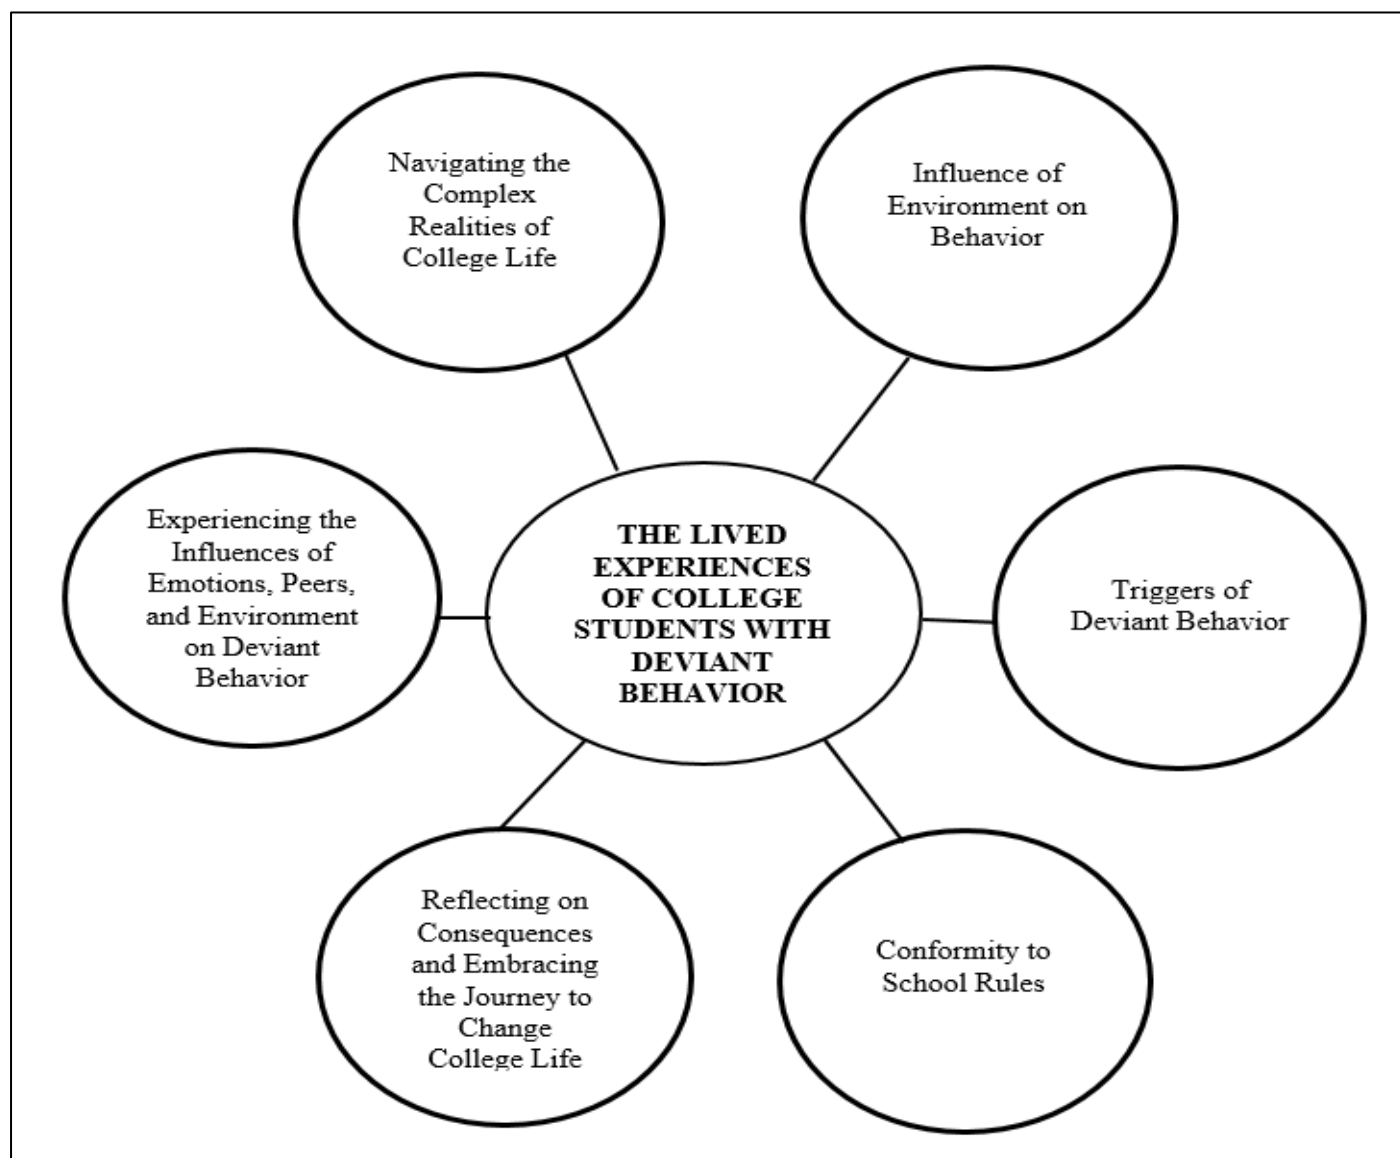 Navigating the
Complex
Realities of
College Life
Influence of
Environment on
Behavior
Experiencing the
Influences of
Emotions, Peers,
and Environment
on Deviant
Behavior
THE LIVED
EXPERIENCES
OF COLLEGE
STUDENTS WITH
DEVIANT
BEHAVIOR
Triggers of
Deviant Behavior
Reflecting on
Consequences
and Embracing
the Journey to
Change
College Life
Conformity to
School Rules